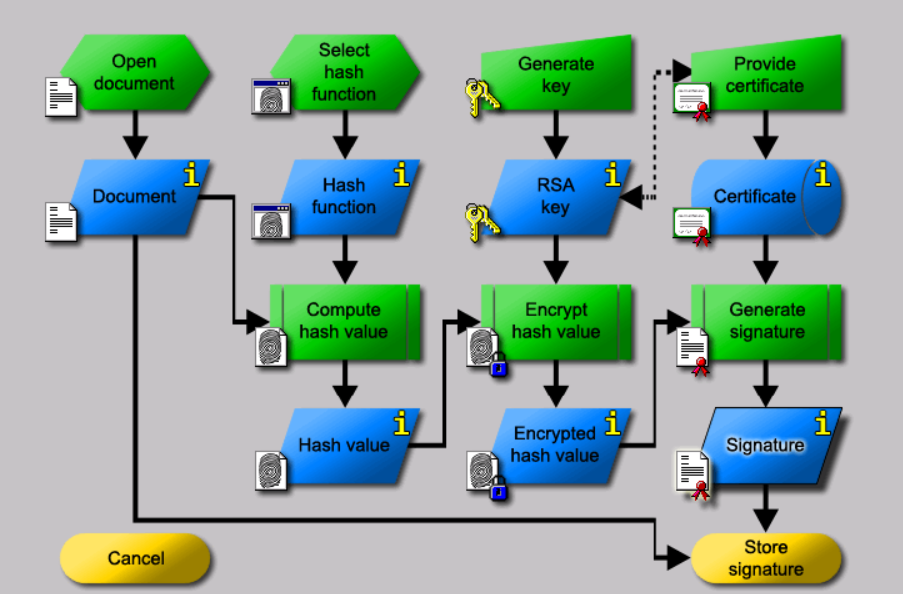 Open
document
Select
hash
function
Generate
key
Provide
certificate
Document
i
Hash
function
i
RSA
key
i
Certificate
i
Compute
hash value
Encrypt
hash value
Generate
signature
Hash value
i
Encrypted
hash value
i
Signature
i
Cancel
Store
signature